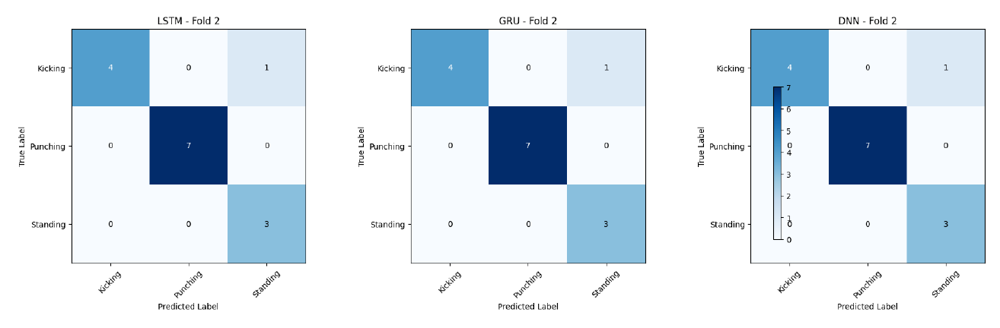 LSTM - Fold 2
True Label
Kicking
4 0 1
Punching
0 7 0
Standing
0 0 3
Kicking Punching Standing
Predicted Label
GRU - Fold 2
True Label
Kicking
4 0 1
Punching
0 7 0
Standing
0 0 3
Kicking Punching Standing
Predicted Label
DNN - Fold 2
True Label
Kicking
4 0 1
Punching
0 7 0
Standing
0 0 3
Kicking Punching Standing
Predicted Label
7
6
5
4
3
2
1
0